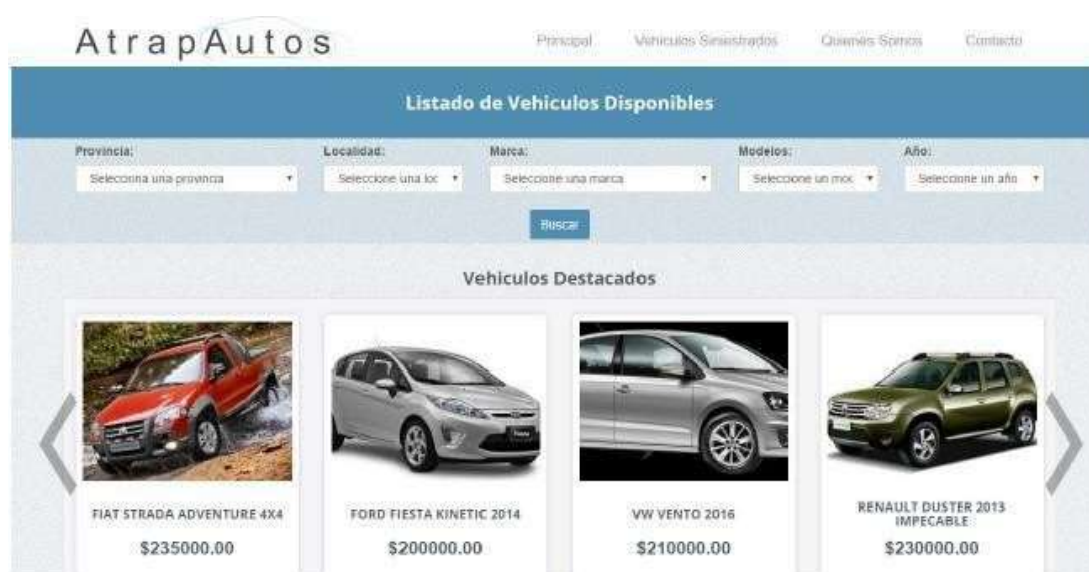 AtrapAutos
Principal Vehiculos Siniestrados Quienes Somos Contacto
Listado de Vehiculos Disponibles
Provincia: Localidad: Marca: Modelos: Año:
Selecciona una provincia Seleccione una loc Seleccione una marca Seleccione un moc Seleccione un año
Buscar
Vehiculos Destacados
FIAT STRADA ADVENTURE 4X4
$235000.00
FORD FIESTA KINETIC 2014
$200000.00
VW VENTO 2016
$210000.00
RENAULT DUSTER 2013
IMPECABLE
$230000.00